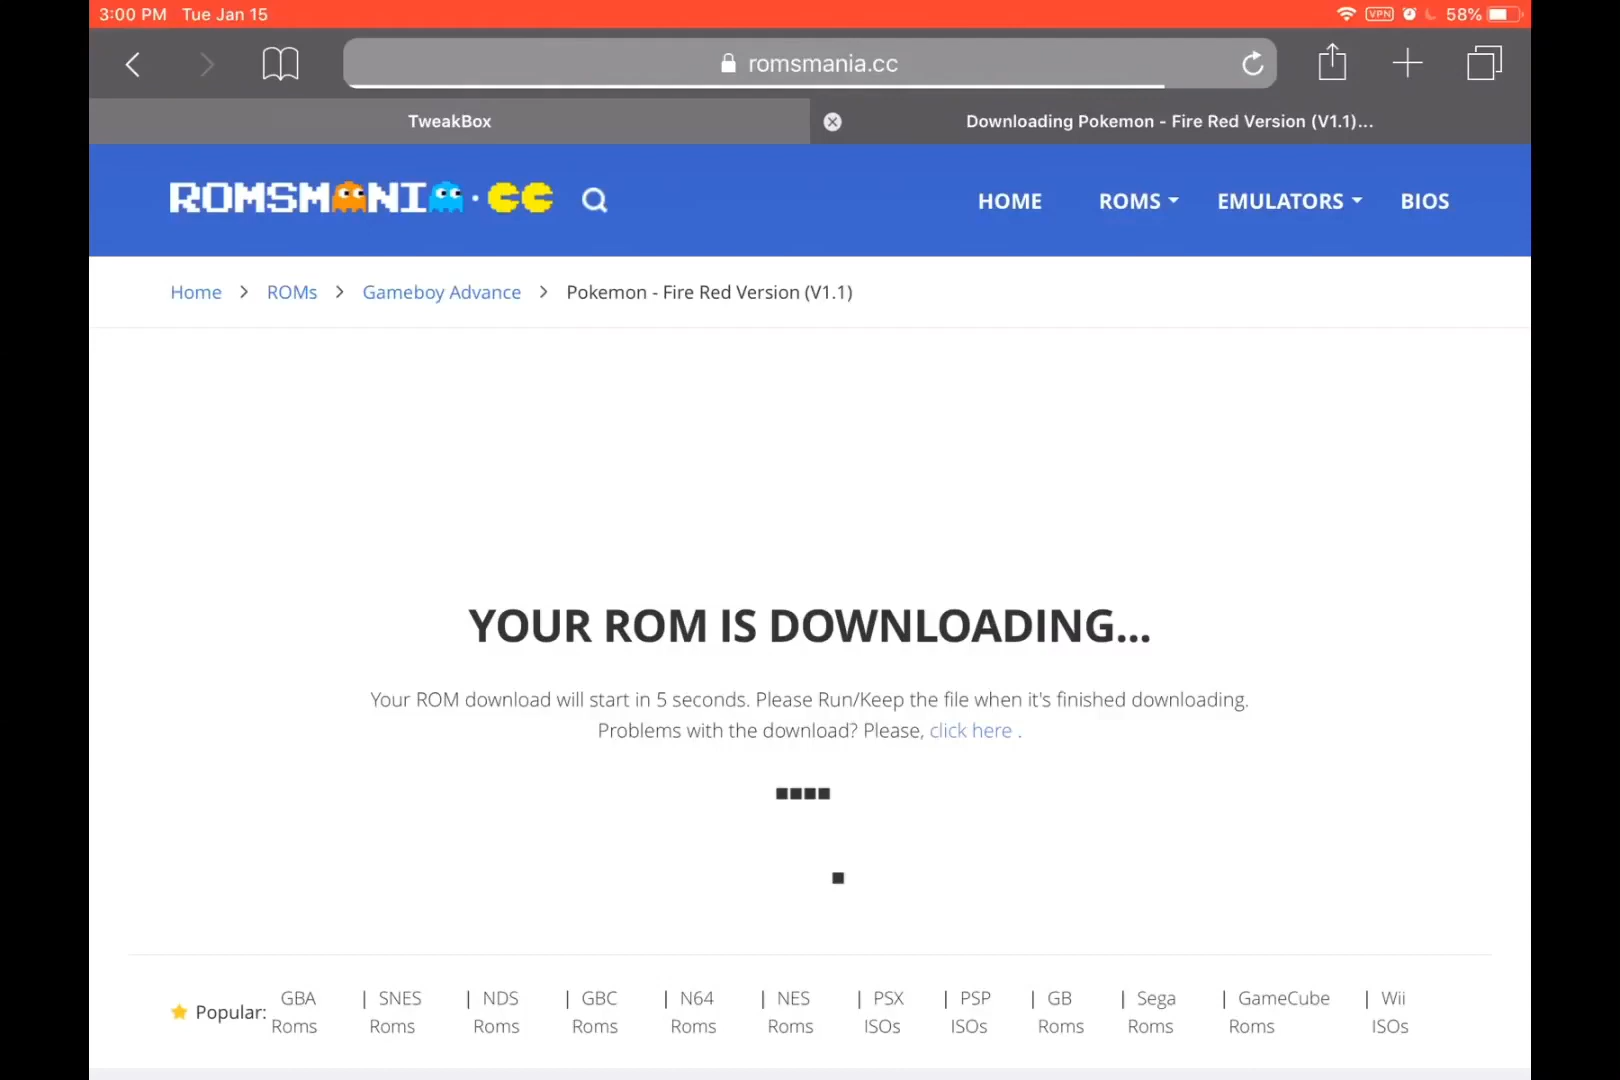 3:00 PM Tue Jan 15 VPN 58%
romsmania.cc
TweakBox Downloading Pokemon - Fire Red Version (V1.1)...
ROMSMANIA.CC HOME ROMS EMULATORS BIOS
Home > ROMs > Gameboy Advance > Pokemon - Fire Red Version (V1.1)
YOUR ROM IS DOWNLOADING...
Your ROM download will start in 5 seconds. Please Run/Keep the file when it's finished downloading.
Problems with the download? Please, click here .
Popular: GBA Roms | SNES Roms | NDS Roms | GBC Roms | N64 Roms | NES Roms | PSX ISOs | PSP ISOs | GB Roms | Sega Roms | GameCube Roms | Wii ISOs